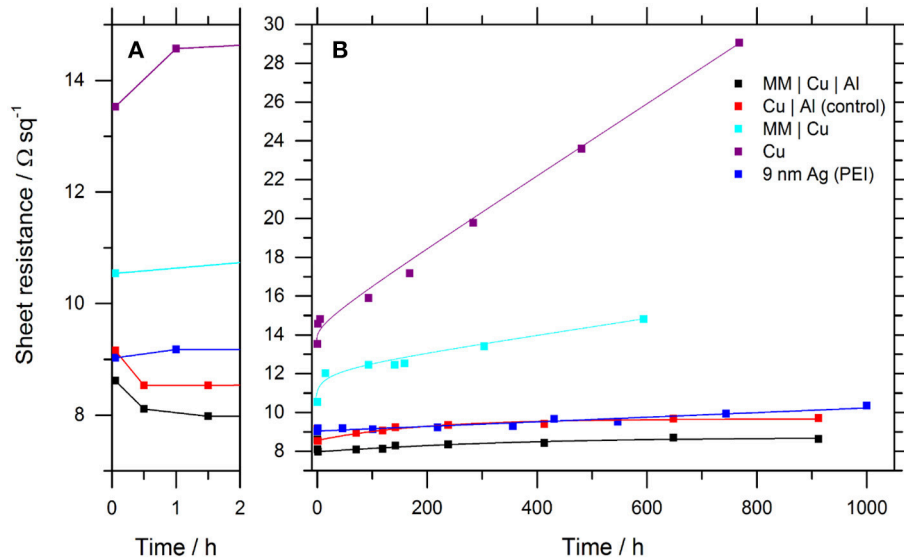 A
B
Sheet resistance / Ω sq⁻¹
14
12
10
8
0
1
2
Time / h
30
28
26
24
22
20
18
16
14
12
10
8
0
200
400
600
800
1000
Time / h
MM | Cu | Al
Cu | Al (control)
MM | Cu
Cu
9 nm Ag (PEI)